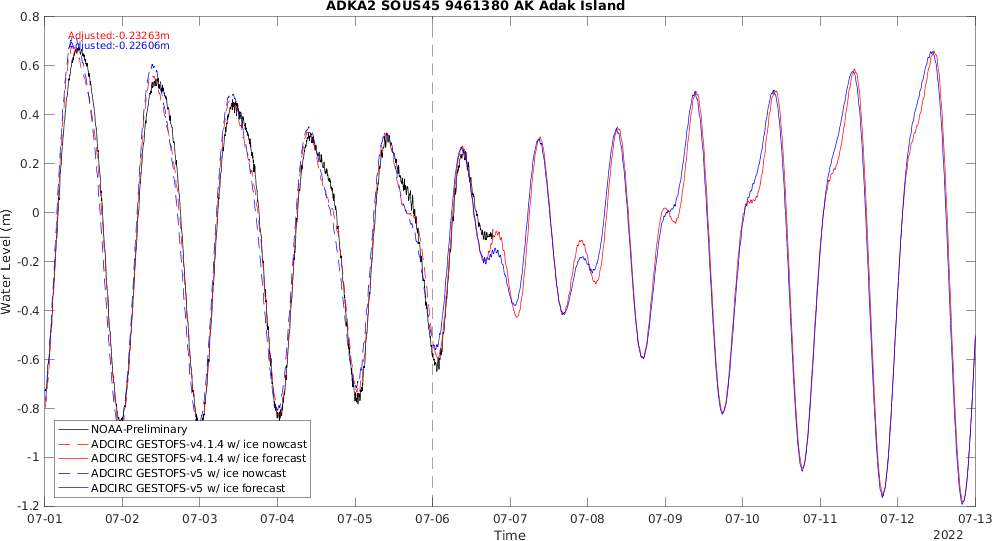 ADKA2 SOUS45 9461380 AK Adak Island
Adjusted:-0.23263m
Adjusted:-0.22606m
0.8
0.6
0.4
0.2
0
-0.2
-0.4
-0.6
-0.8
-1
-1.2
Water Level (m)
NOAA-Preliminary
ADCIRC GESTOFS-v4.1.4 w/ ice nowcast
ADCIRC GESTOFS-v4.1.4 w/ ice forecast
ADCIRC GESTOFS-v5 w/ ice nowcast
ADCIRC GESTOFS-v5 w/ ice forecast
07-01 07-02 07-03 07-04 07-05 07-06 07-07 07-08 07-09 07-10 07-11 07-12 07-13
Time
2022